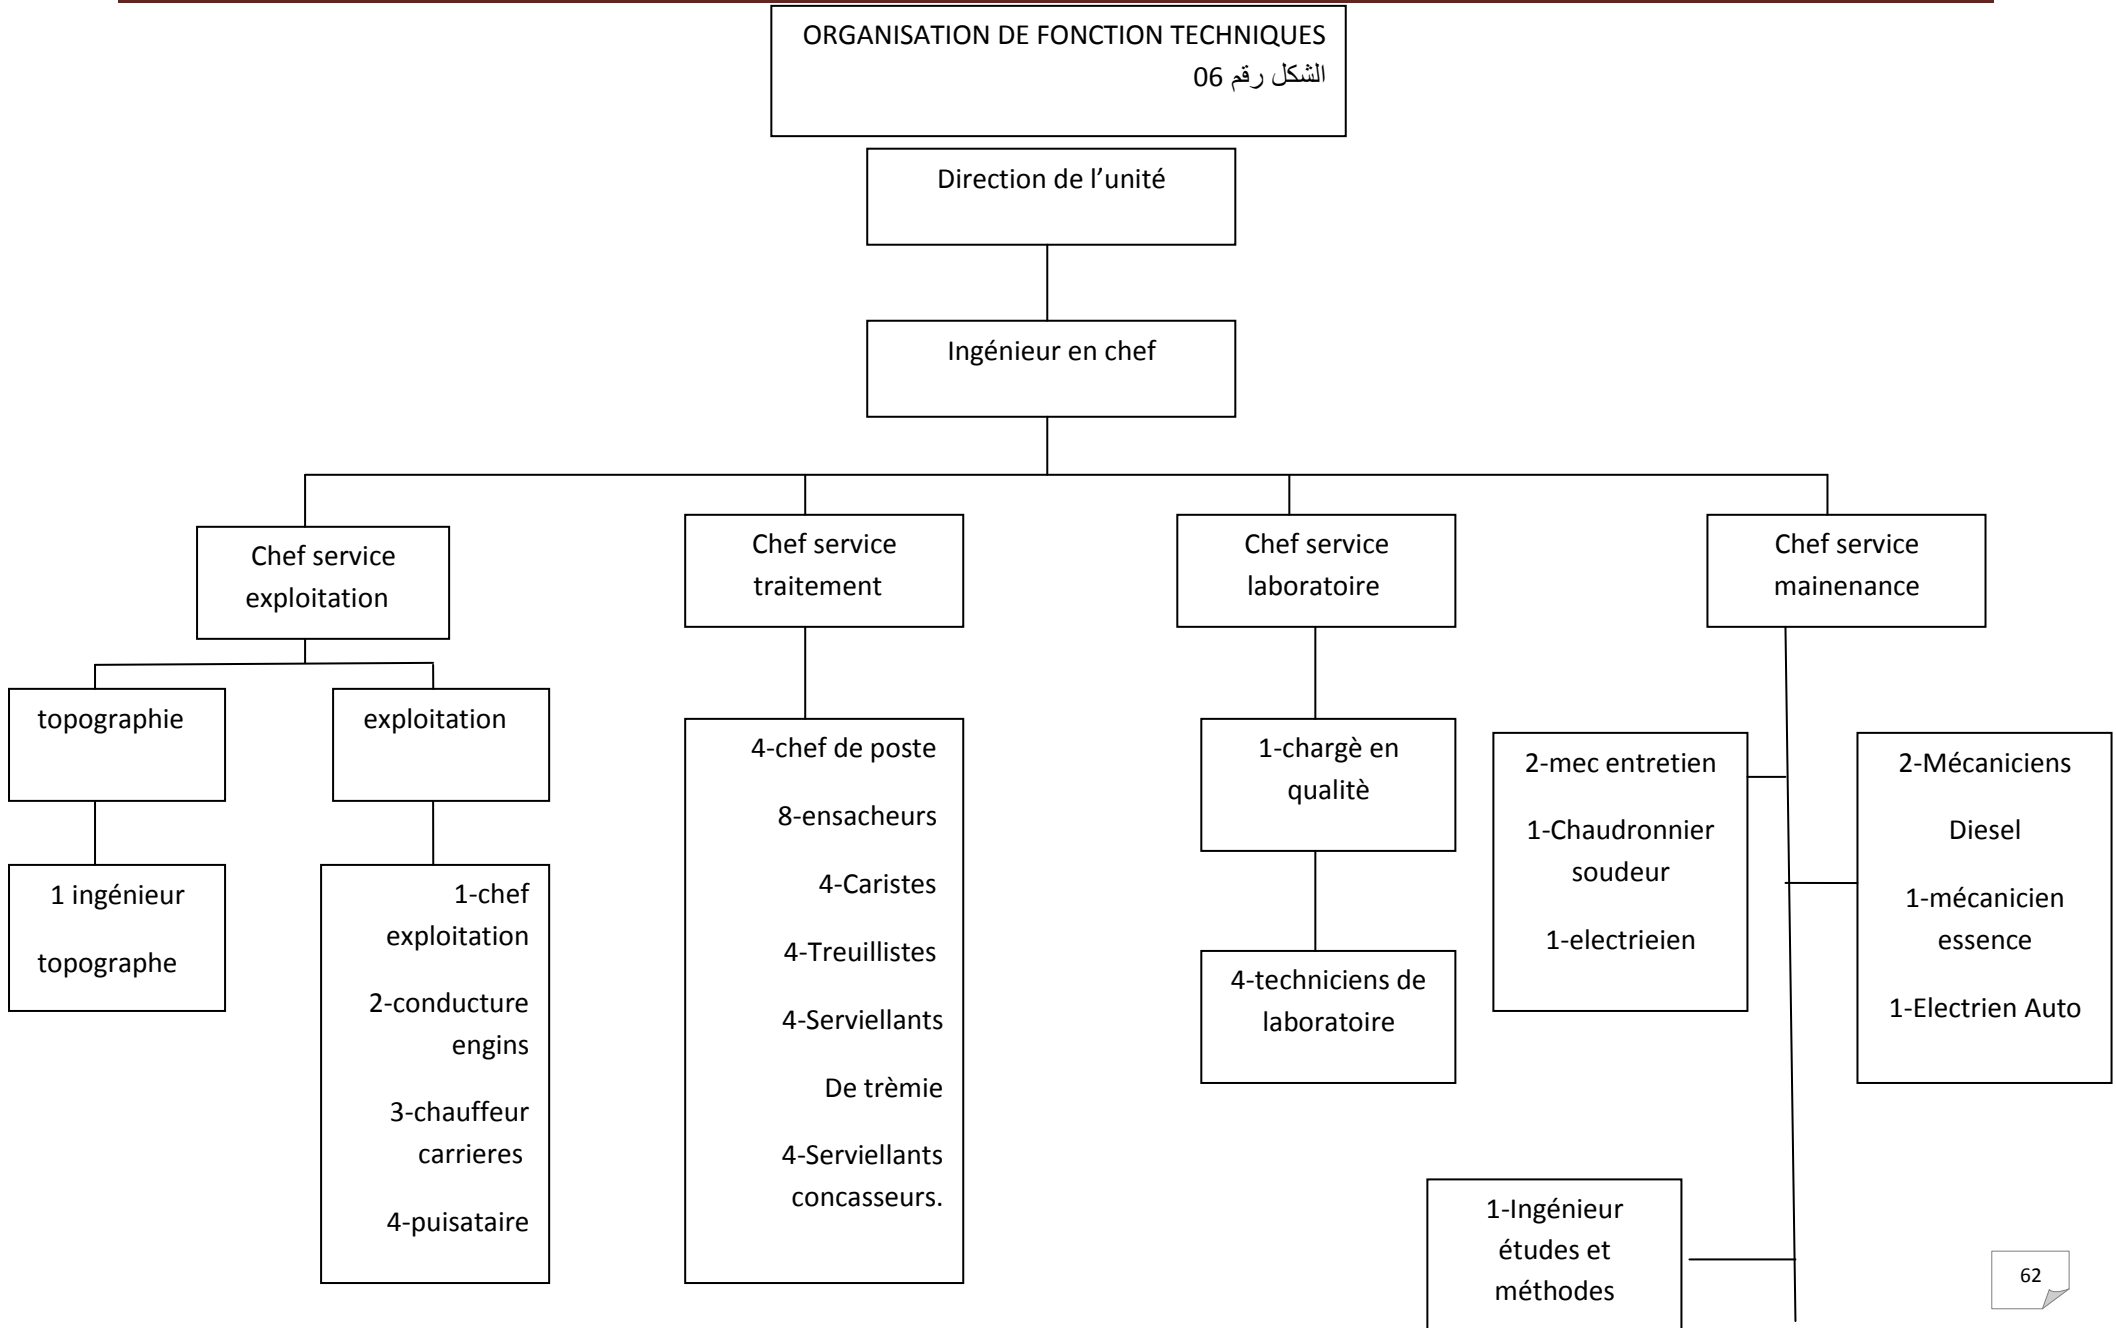 ORGANISATION DE FONCTION TECHNIQUES
الشكل رقم 06
Direction de l’unité
Ingénieur en chef
Chef service
exploitation
Chef service
traitement
Chef service
laboratoire
Chef service
mainenance
topographie
exploitation
1 ingénieur
topographe
1-chef
exploitation
2-conducture
engins
3-chauffeur
carrieres
4-puisataire
4-chef de poste
8-ensacheurs
4-Caristes
4-Treuillistes
4-Serviellants
De trèmie
4-Serviellants
concasseurs.
1-chargè en
qualitè
4-techniciens de
laboratoire
2-mec entretien
1-Chaudronnier
soudeur
1-electrieien
2-Mécaniciens
Diesel
1-mécanicien
essence
1-Electrien Auto
1-Ingénieur
études et
méthodes
62